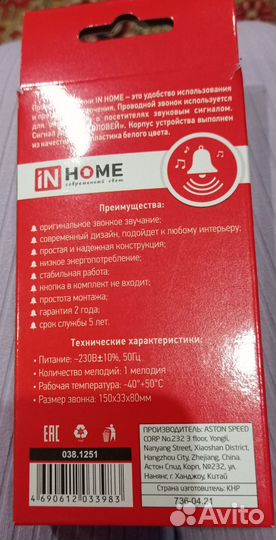 IN HOME – это удобство использования
Проводной звонок используется
звуковым сигналом.
Корпус устройства выполнен
пластика белого цвета.
IN HOME
современный свет
Преимущества:
оригинальное звонкое звучание;
современный дизайн, подойдет к любому интерьеру;
простая и надежная конструкция;
низкое энергопотребление;
стабильная работа;
кнопка в комплект не входит;
простота монтажа;
гарантия 2 года;
срок службы 5 лет.
Технические характеристики:
• Питание: ~230В±10%, 50Гц
• Количество мелодий: 1 мелодия
• Рабочая температура: -40°+50°С
• Размер звонка: 150х33х80мм
EAC
038.1251
4 690612 033983
ПРОИЗВОДИТЕЛЬ: ASTON SPEED
CORP No.232 3 floor, Yongli,
Nanyang Street, Xiaoshan District,
Hangzhou City, Zhejiang, China,
Астон Спид Корп, №232, ул.
Нанянг, г. Ханджоу, Китай
Страна изготовитель: КНР
736-04.21
Avito